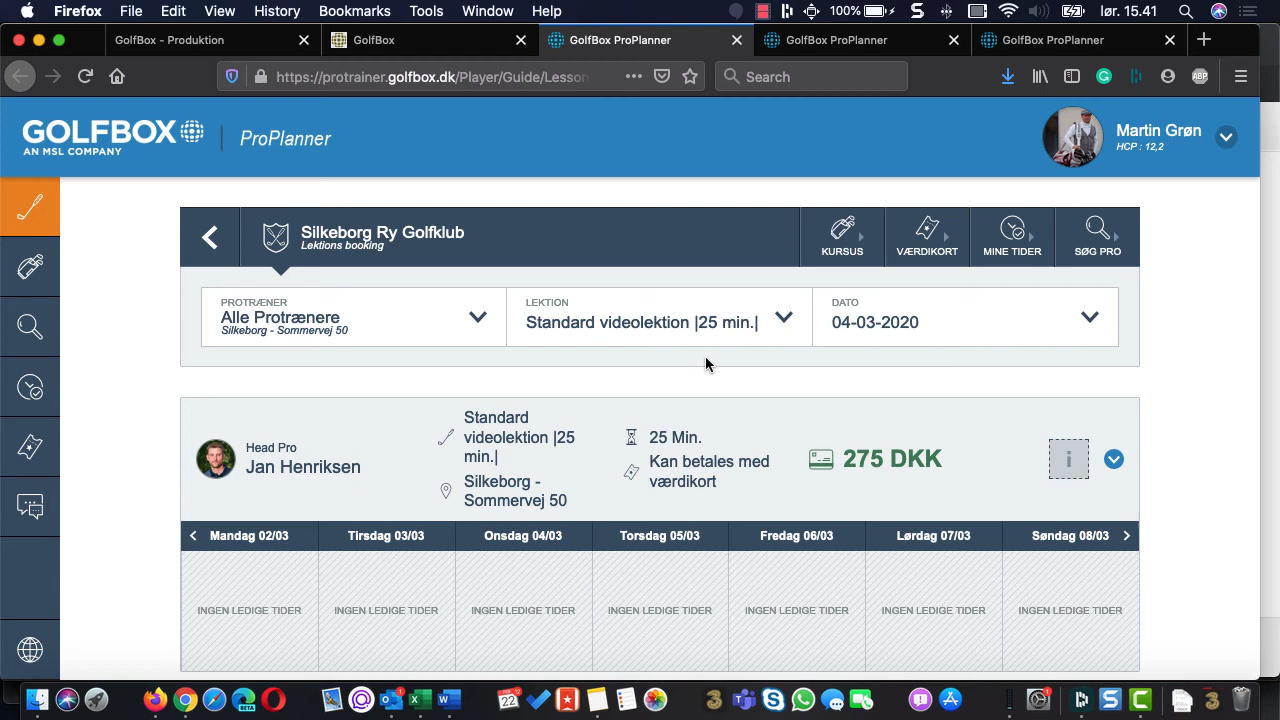 Firefox File Edit View History Bookmarks Tools Window Help 100% lør. 15.41
GolfBox - Produktion GolfBox GolfBox ProPlanner GolfBox ProPlanner GolfBox ProPlanner
https://protrainer.golfbox.dk/Player/Guide/Lesson Search
GOLFBOX
AN MSL COMPANY
ProPlanner
Martin Grøn
HCP : 12,2
Silkeborg Ry Golfklub
Lektions booking
KURSUS VÆRDIKORT MINE TIDER SØG PRO
PROTRÆNER LEKTION DATO
Alle Protrænere
Silkeborg - Sommervej 50
Standard videolektion |25 min.|
04-03-2020
Head Pro
Jan Henriksen
Standard
videolektion |25
min.|
Silkeborg -
Sommervej 50
25 Min.
Kan betales med
værdikort
275 DKK
i
Mandag 02/03 Tirsdag 03/03 Onsdag 04/03 Torsdag 05/03 Fredag 06/03 Lørdag 07/03 Søndag 08/03
INGEN LEDIGE TIDER INGEN LEDIGE TIDER INGEN LEDIGE TIDER INGEN LEDIGE TIDER INGEN LEDIGE TIDER INGEN LEDIGE TIDER INGEN LEDIGE TIDER